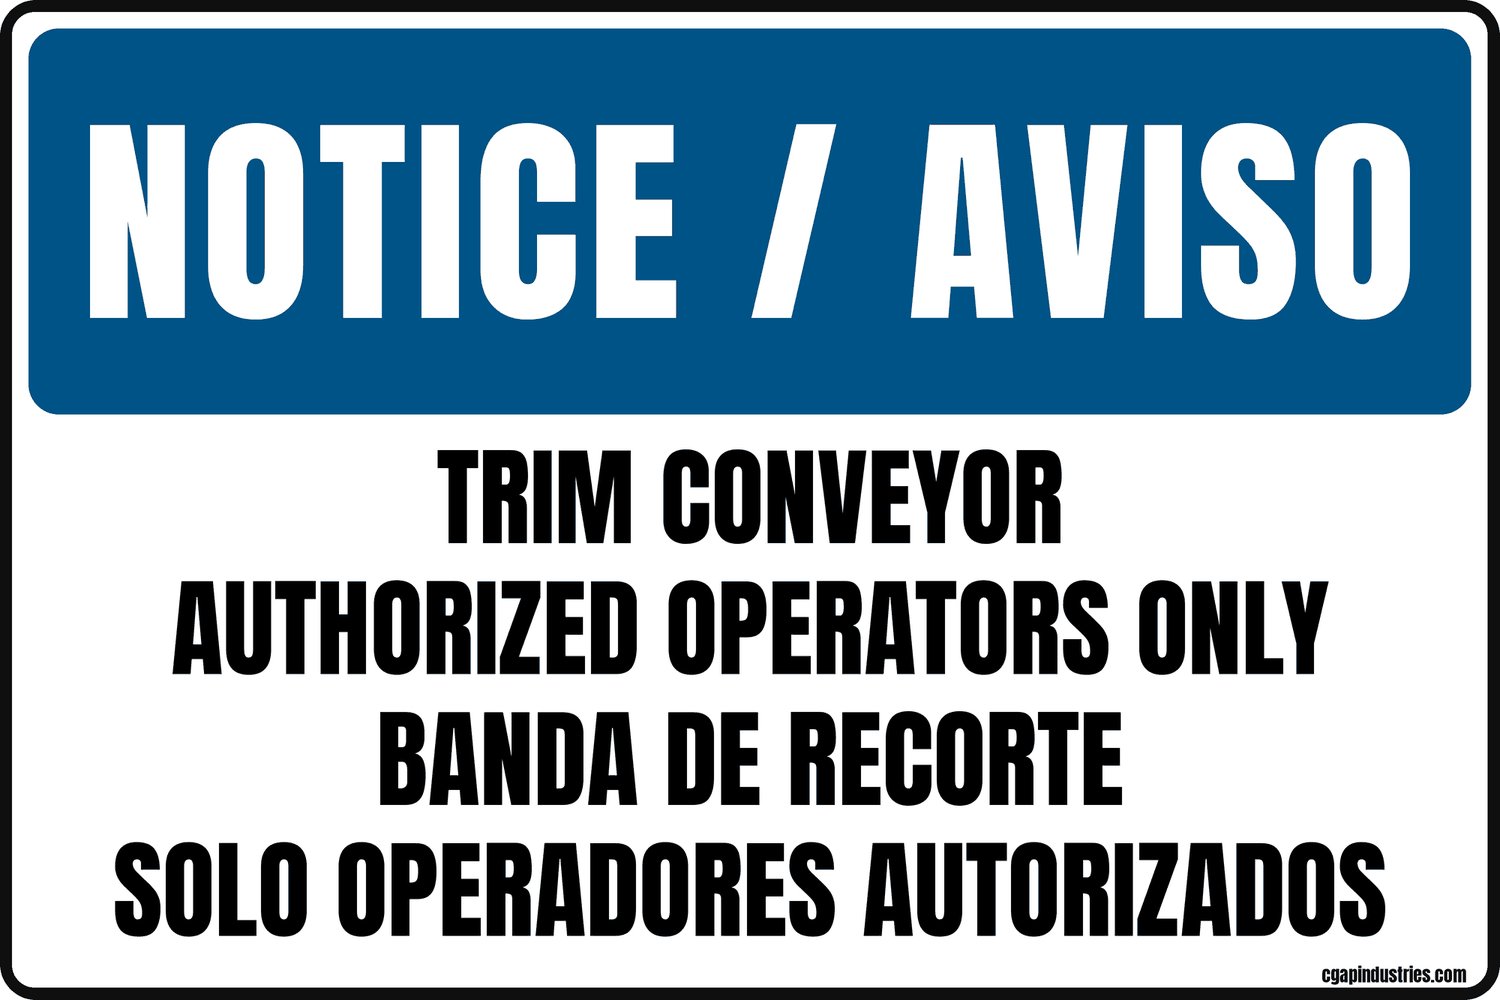 NOTICE / AVISO
TRIM CONVEYOR
AUTHORIZED OPERATORS ONLY
BANDA DE RECORTE
SOLO OPERADORES AUTORIZADOS
cgapindustries.com